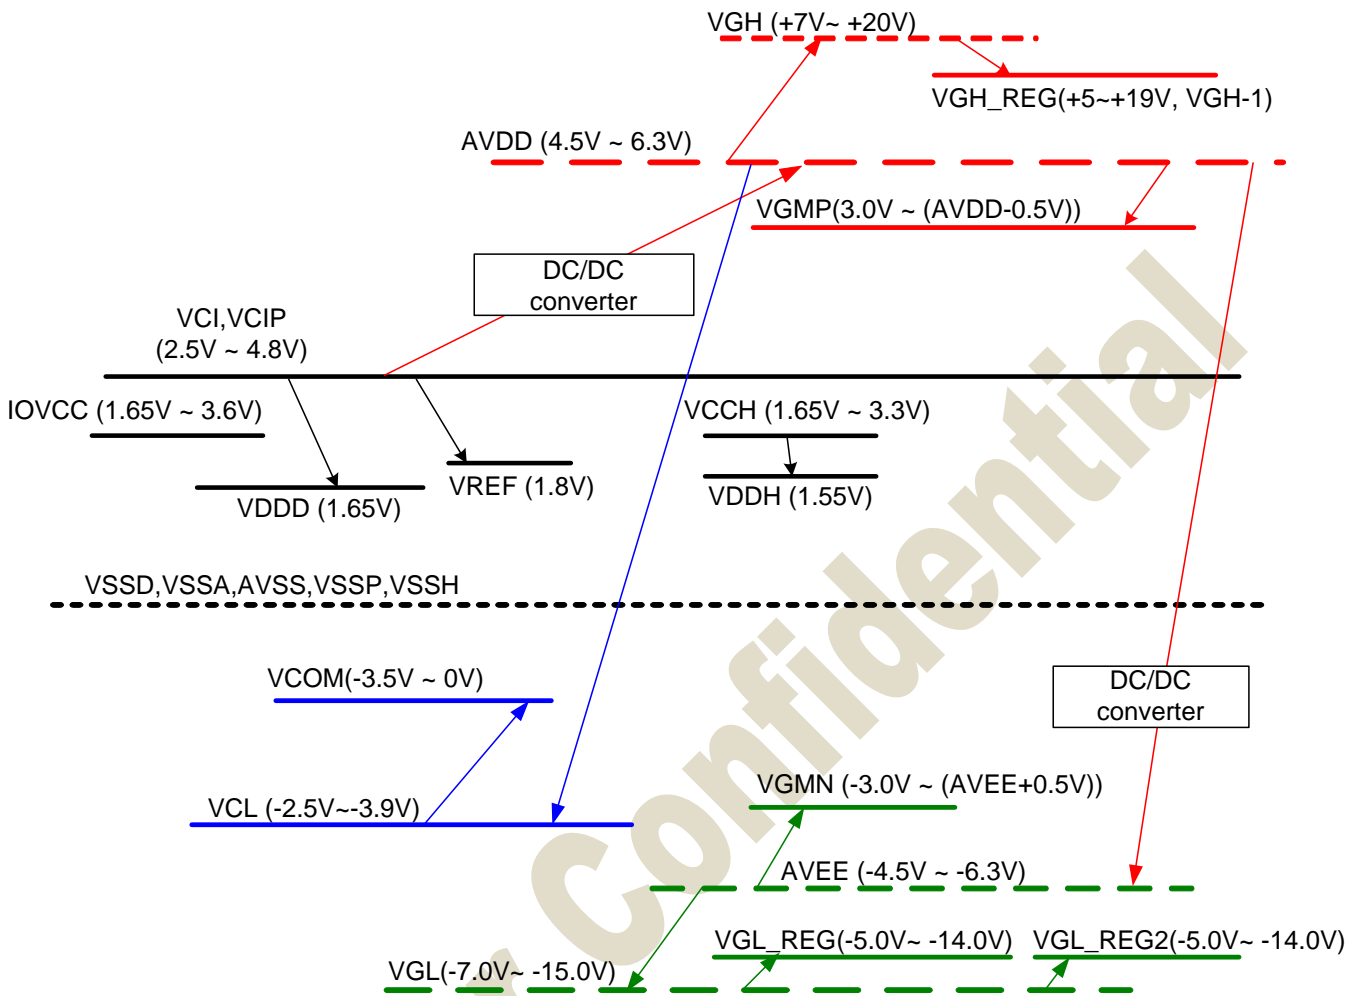 VGH (+7V~ +20V)
VGH_REG(+5~+19V, VGH-1)
AVDD (4.5V ~ 6.3V)
VGMP(3.0V ~ (AVDD-0.5V))
DC/DC
converter
VCI,VCIP
(2.5V ~ 4.8V)
IOVCC (1.65V ~ 3.6V)
VCCH (1.65V ~ 3.3V)
VREF (1.8V)
VDDD (1.65V)
VDDH (1.55V)
VSSD,VSSA,AVSS,VSSP,VSSH
VCOM(-3.5V ~ 0V)
DC/DC
converter
VGMN (-3.0V ~ (AVEE+0.5V))
VCL (-2.5V~-3.9V)
AVEE (-4.5V ~ -6.3V)
VGL_REG(-5.0V~ -14.0V)
VGL_REG2(-5.0V~ -14.0V)
VGL(-7.0V~ -15.0V)
Confidential